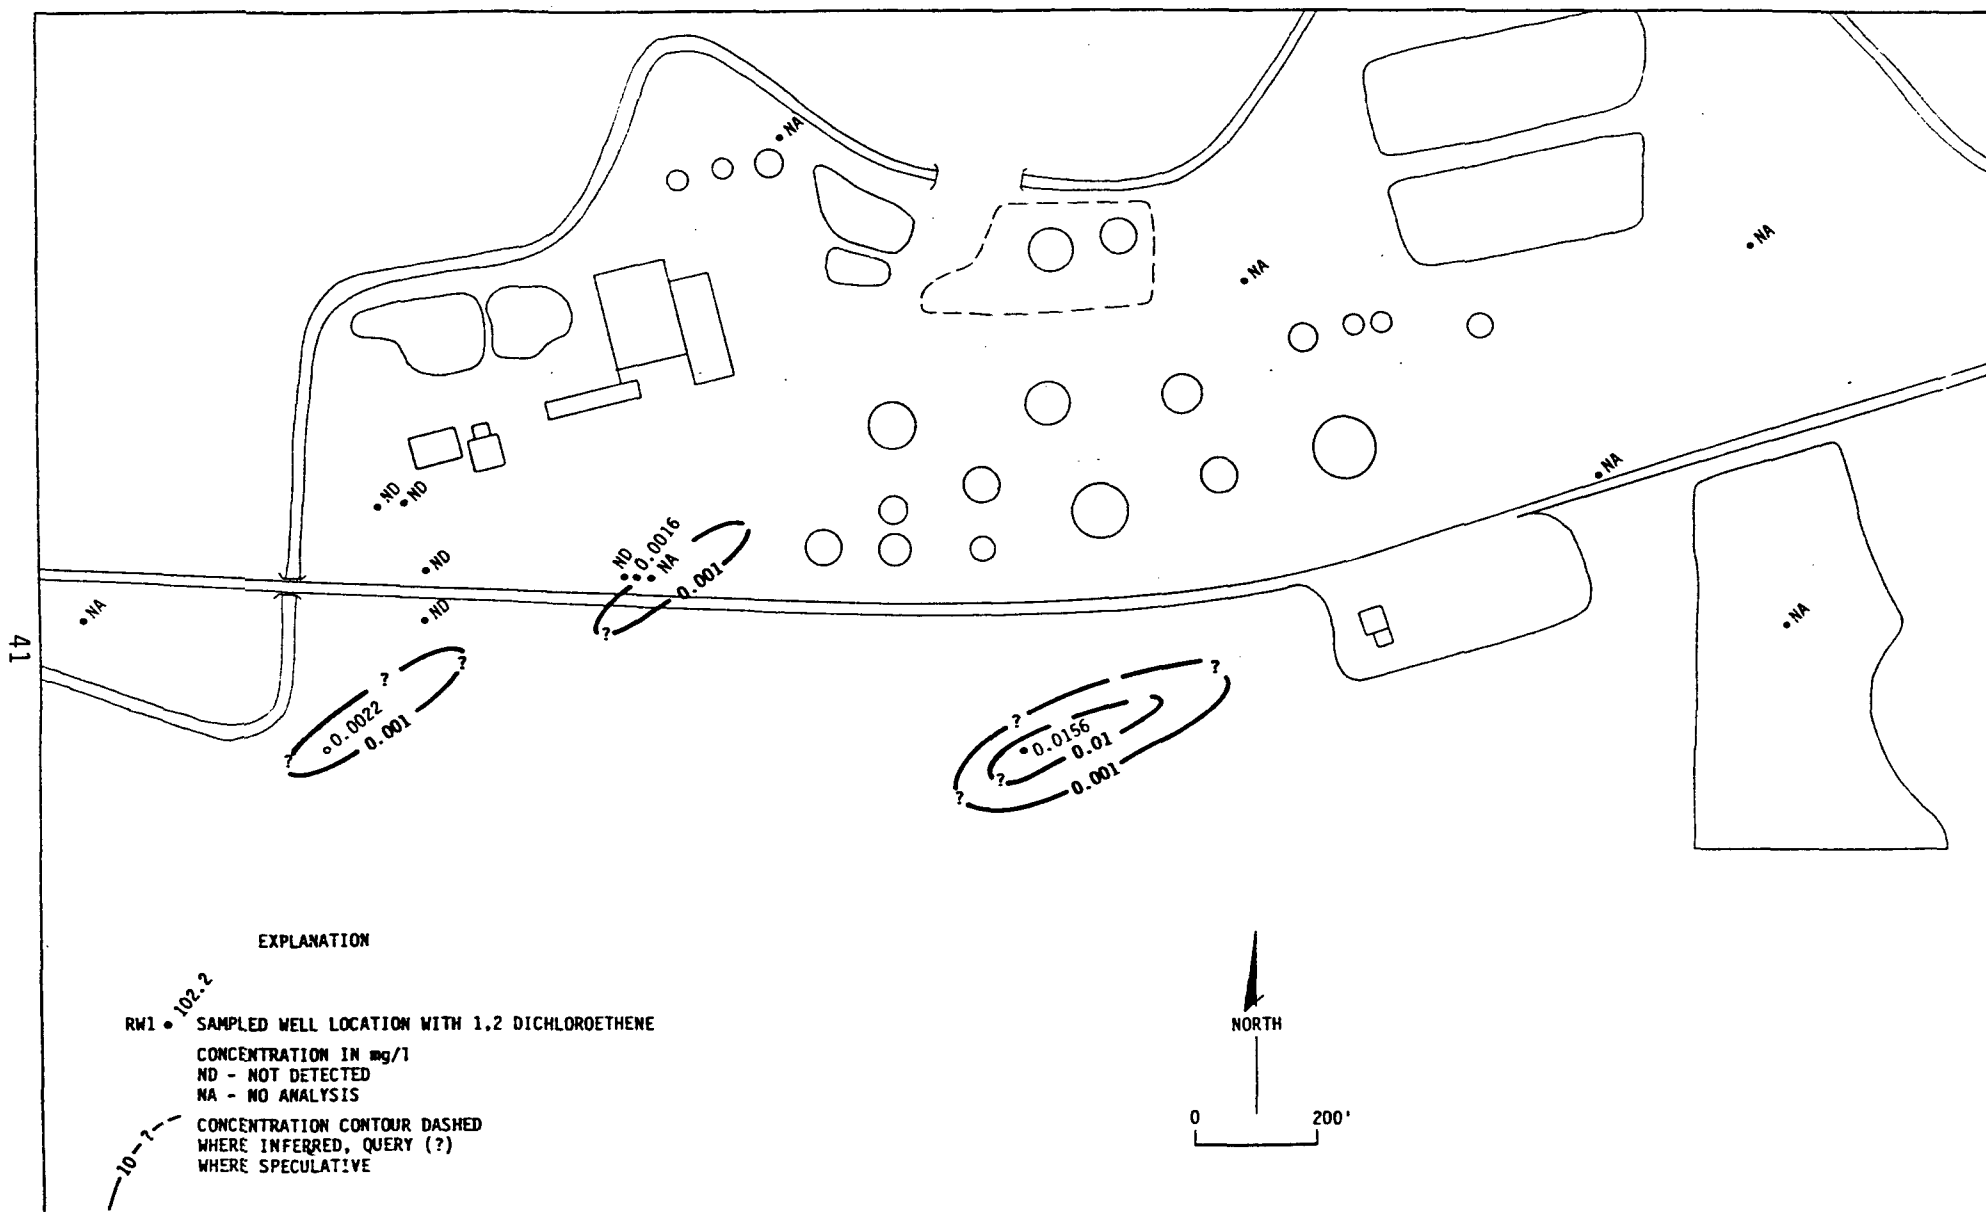 NA
NA
NA
NA
NA
NA
ND
ND
ND
ND
ND
0.0016
NA
0.001
?
?
?
0.0022
0.001
?
?
?
0.0156
0.01
?
0.001
?
41
EXPLANATION
102.2
RW1 • SAMPLED WELL LOCATION WITH 1,2 DICHLOROETHENE
CONCENTRATION IN mg/l
ND - NOT DETECTED
NA - NO ANALYSIS
10-?
CONCENTRATION CONTOUR DASHED
WHERE INFERRED, QUERY (?)
WHERE SPECULATIVE
NORTH
0 200'